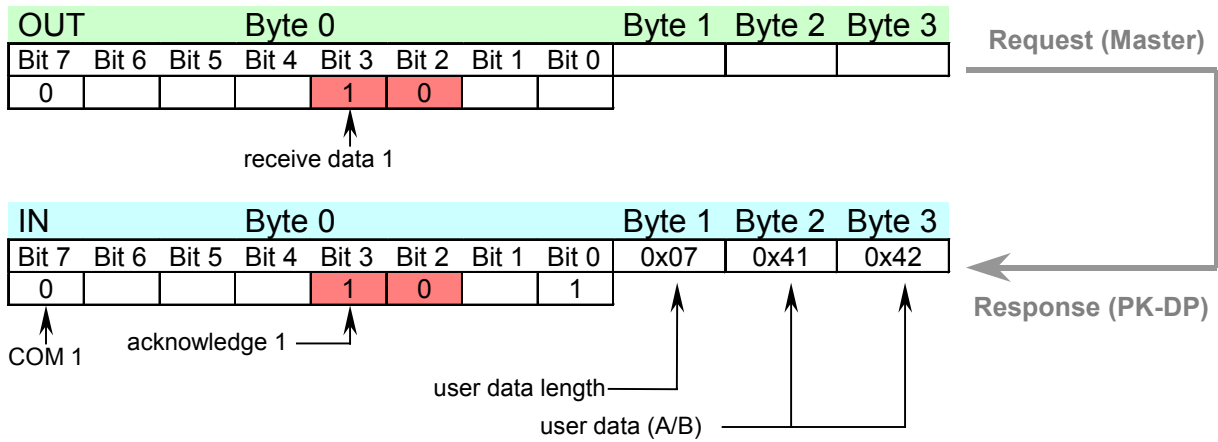 OUT Byte 0 Byte 1 Byte 2 Byte 3
Request (Master)
Bit 7 Bit 6 Bit 5 Bit 4 Bit 3 Bit 2 Bit 1 Bit 0
0 1 0
receive data 1
IN Byte 0 Byte 1 Byte 2 Byte 3
Bit 7 Bit 6 Bit 5 Bit 4 Bit 3 Bit 2 Bit 1 Bit 0 0x07 0x41 0x42
0 1 0 1
Response (PK-DP)
acknowledge 1
COM 1
user data length
user data (A/B)